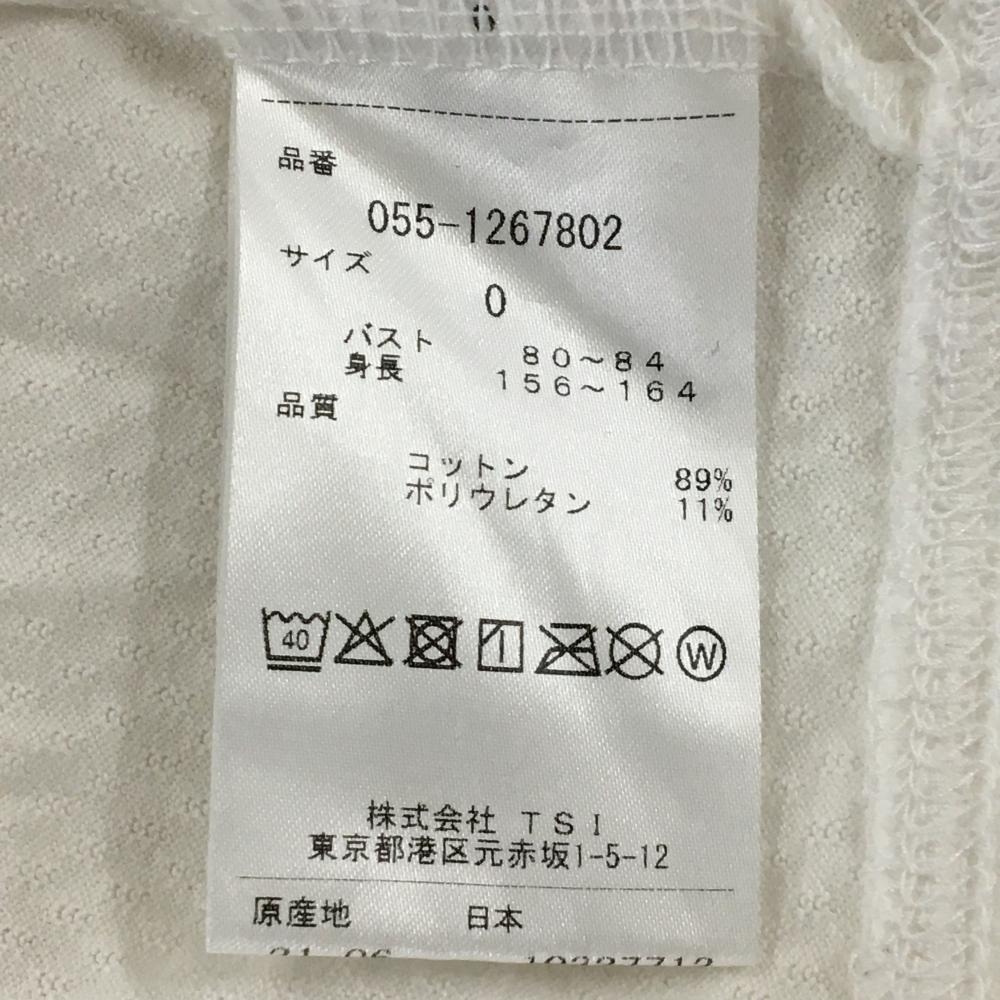 品番
055-1267802
サイズ
0
バスト 80～84
身長 156～164
品質
コットン 89%
ポリウレタン 11%
40
W
株式会社 TSI
東京都港区元赤坂1-5-12
原産地 日本